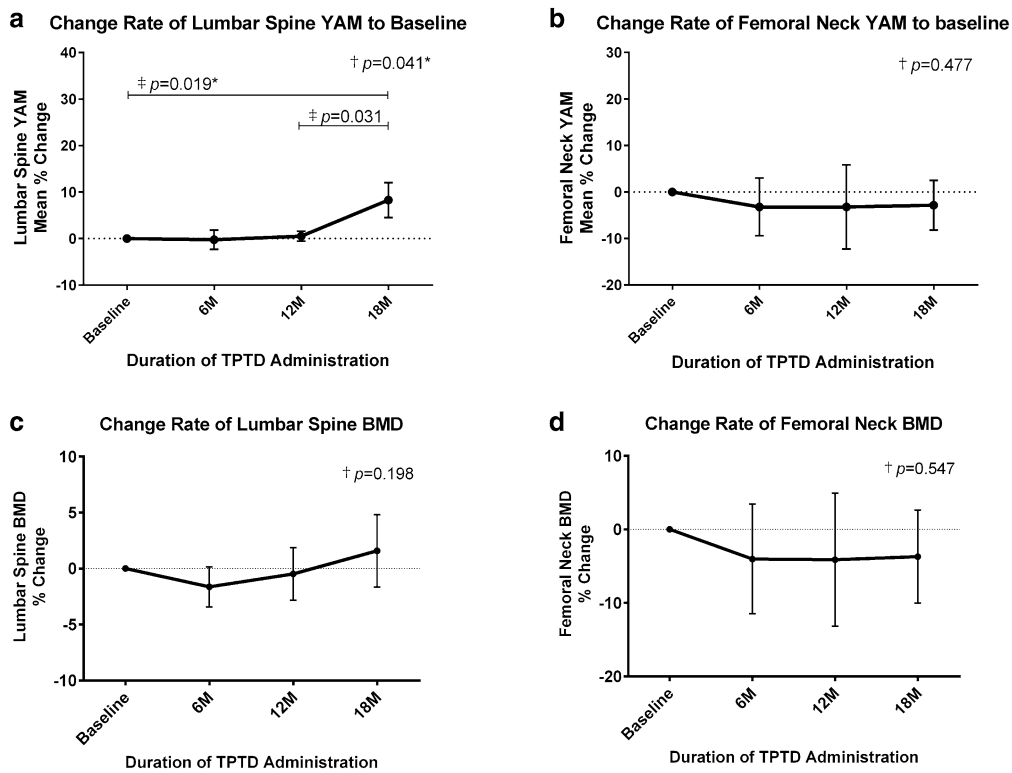 a
Change Rate of Lumbar Spine YAM to Baseline
Lumbar Spine YAM
Mean % Change
40
30
20
10
0
-10
† p=0.041*
‡ p=0.019*
‡ p=0.031
Baseline
6M
12M
18M
Duration of TPTD Administration
b
Change Rate of Femoral Neck YAM to baseline
Femoral Neck YAM
Mean % Change
30
20
10
0
-10
-20
† p=0.477
Baseline
6M
12M
18M
Duration of TPTD Administration
c
Change Rate of Lumbar Spine BMD
Lumbar Spine BMD
% Change
10
5
0
-5
-10
† p=0.198
Baseline
6M
12M
18M
Duration of TPTD Administration
d
Change Rate of Femoral Neck BMD
Femoral Neck BMD
% Change
10
0
-10
-20
† p=0.547
Baseline
6M
12M
18M
Duration of TPTD Administration